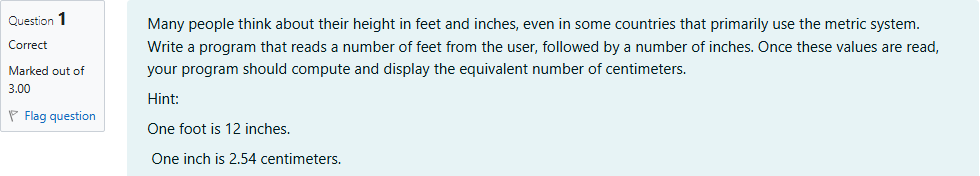 Question 1
Correct
Marked out of
3.00
Flag question
Many people think about their height in feet and inches, even in some countries that primarily use the metric system.
Write a program that reads a number of feet from the user, followed by a number of inches. Once these values are read,
your program should compute and display the equivalent number of centimeters.
Hint:
One foot is 12 inches.
One inch is 2.54 centimeters.